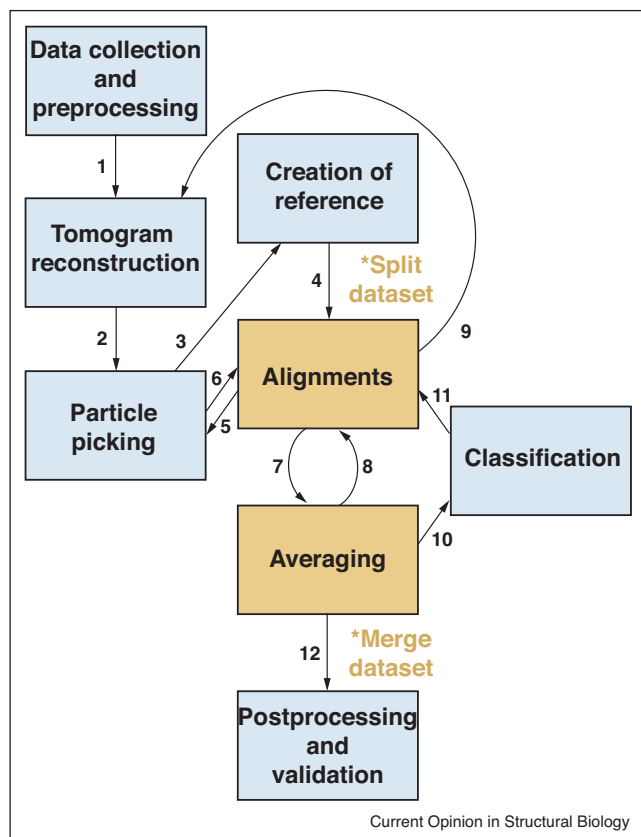 Data collection
and
preprocessing
1
Creation of
reference
Tomogram
reconstruction
4
*Split
dataset
2
3
9
6
Alignments
11
Particle
picking
5
Classification
7
8
10
Averaging
12
*Merge
dataset
Postprocessing
and
validation
Current Opinion in Structural Biology